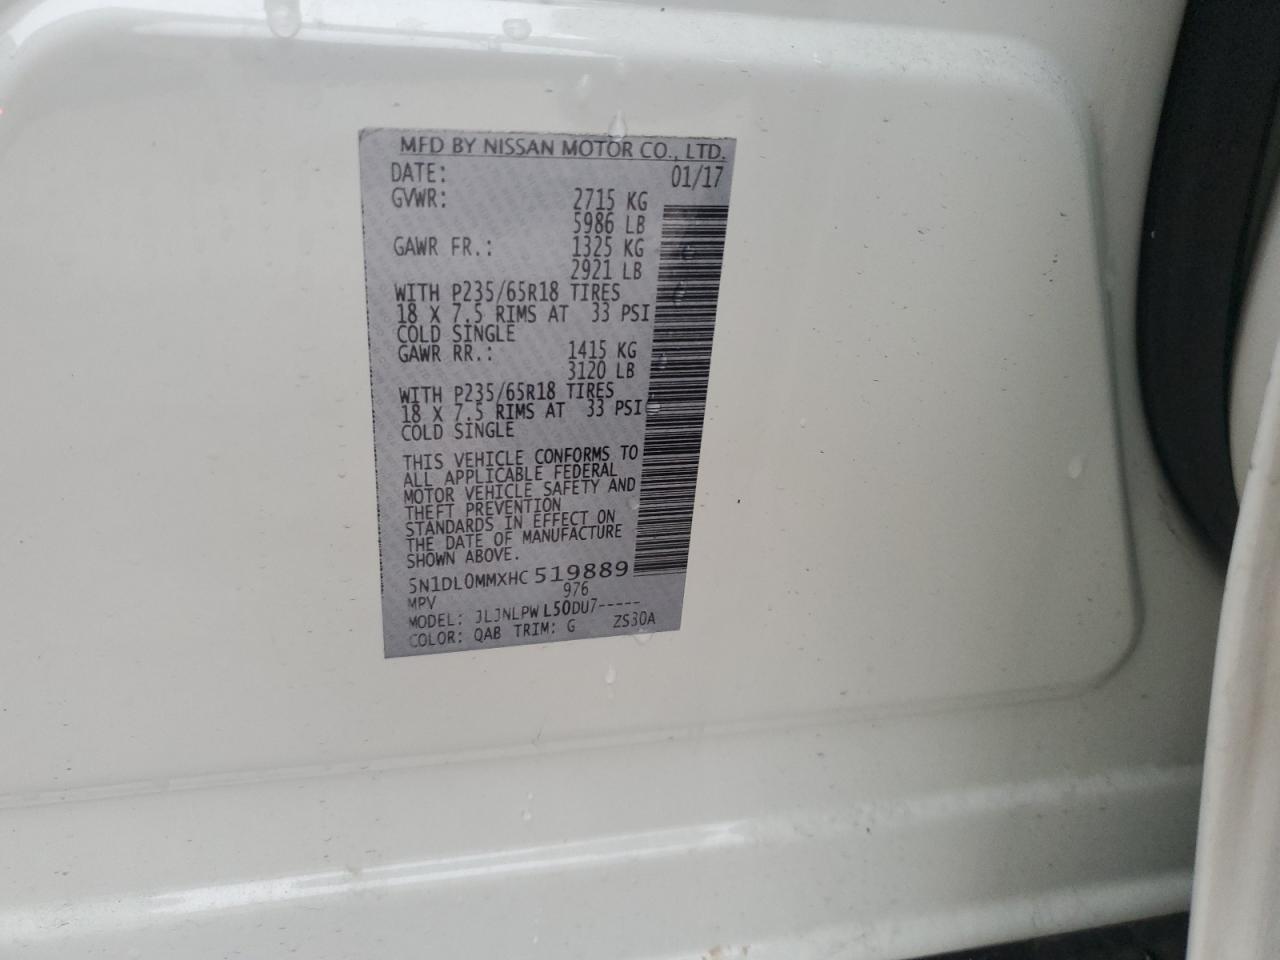 MFD BY NISSAN MOTOR CO., LTD.
DATE: 01/17
GVWR: 2715 KG
5986 LB
GAWR FR.: 1325 KG
2921 LB
WITH P235/65R18 TIRES
18 X 7.5 RIMS AT 33 PSI
COLD SINGLE
GAWR RR.: 1415 KG
3120 LB
WITH P235/65R18 TIRES
18 X 7.5 RIMS AT 33 PSI
COLD SINGLE
THIS VEHICLE CONFORMS TO
ALL APPLICABLE FEDERAL
MOTOR VEHICLE SAFETY AND
THEFT PREVENTION
STANDARDS IN EFFECT ON
THE DATE OF MANUFACTURE
SHOWN ABOVE.
5N1DL0MMXHC519889
MPV 976
MODEL: JLJNLPWL50DU7-----
COLOR: QAB TRIM: G ZS30A